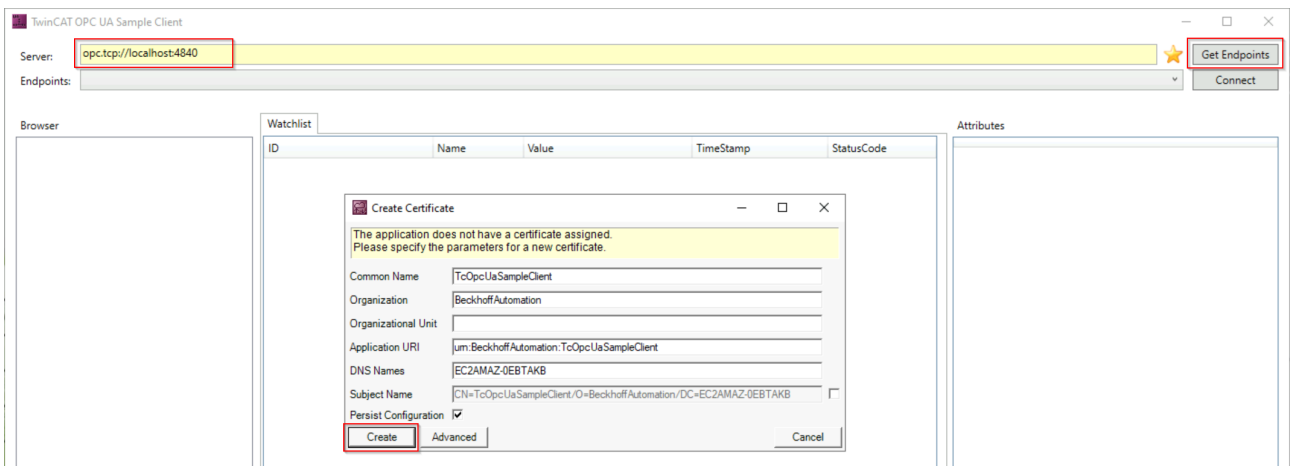 TwinCAT OPC UA Sample Client
Server: opc.tcp://localhost:4840 Get Endpoints
Endpoints: Connect
Browser Watchlist Attributes
ID Name Value TimeStamp StatusCode
Create Certificate
The application does not have a certificate assigned.
Please specify the parameters for a new certificate.
Common Name TcOpcUaSampleClient
Organization BeckhoffAutomation
Organizational Unit
Application URI urn:BeckhoffAutomation:TcOpcUaSampleClient
DNS Names EC2AMAZ-0EBTAKB
Subject Name CN=TcOpcUaSampleClient/O=BeckhoffAutomation/DC=EC2AMAZ-0EBTAKB
Persist Configuration
Create Advanced Cancel